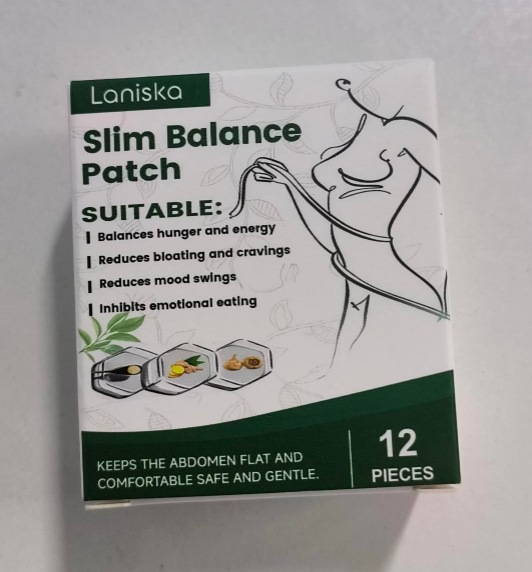 Laniska
Slim Balance
Patch
SUITABLE:
Balances hunger and energy
Reduces bloating and cravings
Reduces mood swings
Inhibits emotional eating
KEEPS THE ABDOMEN FLAT AND
COMFORTABLE SAFE AND GENTLE.
12
PIECES